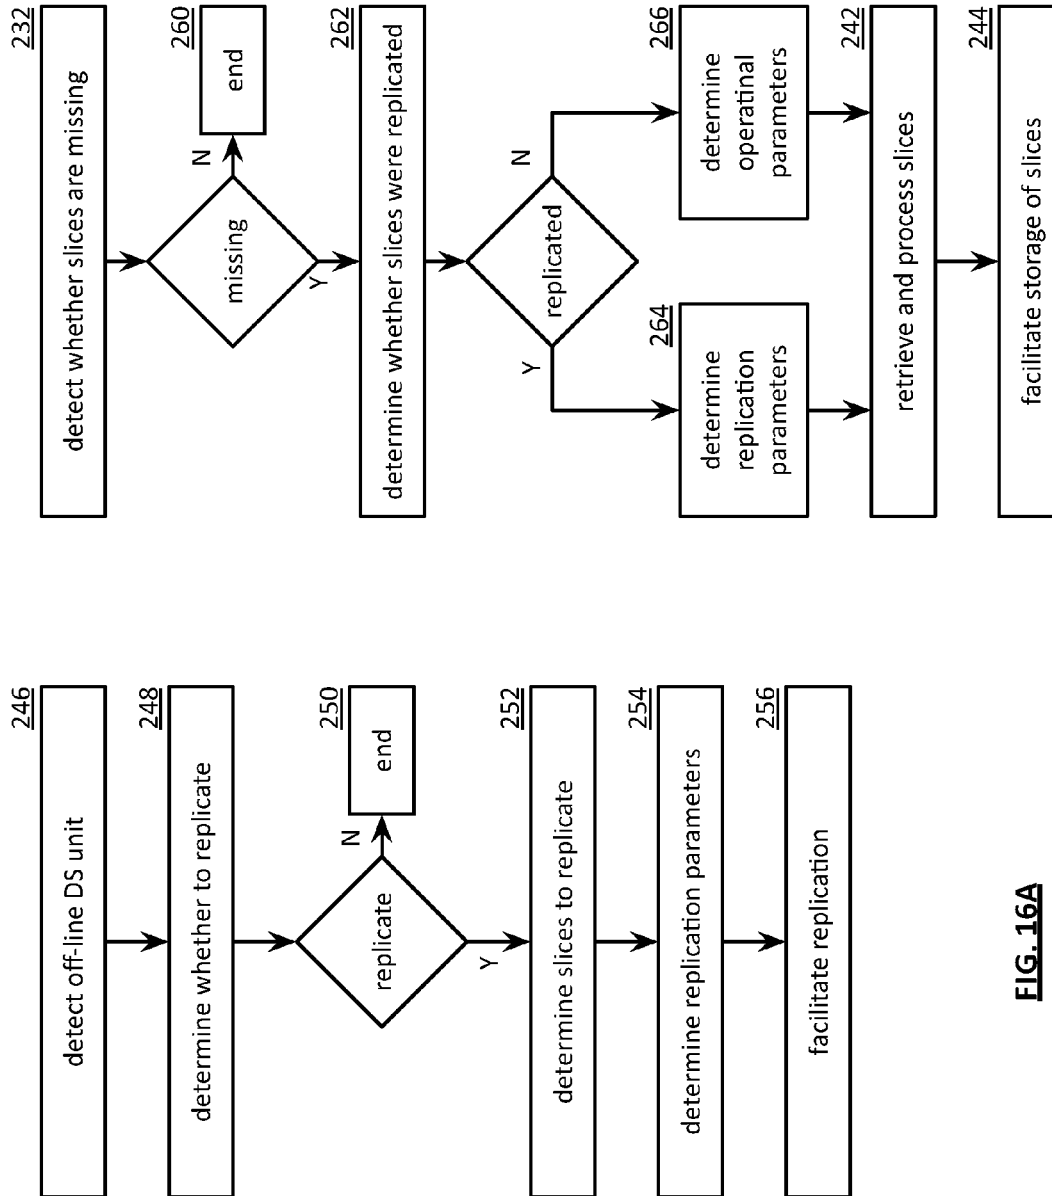 246
detect off-line DS unit
248
determine whether to replicate
replicate
N
250
end
Y
252
determine slices to replicate
254
determine replication parameters
256
facilitate replication
FIG. 16A
232
detect whether slices are missing
missing
N
260
end
Y
262
determine whether slices were replicated
replicated
Y
N
264
determine
replication
parameters
266
determine
operatinal
parameters
242
retrieve and process slices
244
facilitate storage of slices